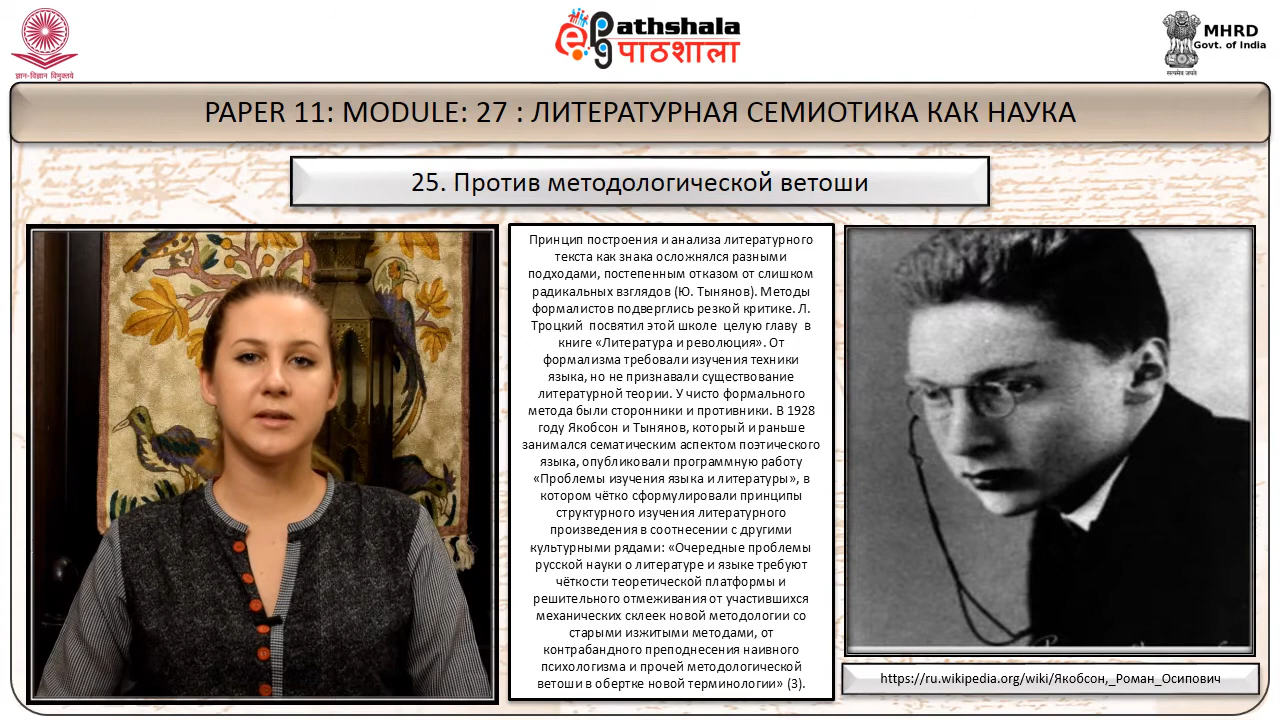 ज्ञान-विज्ञान विमुक्तये
ePathshala
पाठशाला
MHRD
Govt. of India
सत्यमेव जयते
PAPER 11: MODULE: 27 : ЛИТЕРАТУРНАЯ СЕМИОТИКА КАК НАУКА
25. Против методологической ветоши
Принцип построения и анализа литературного
текста как знака осложнялся разными
подходами, постепенным отказом от слишком
радикальных взглядов (Ю. Тынянов). Методы
формалистов подверглись резкой критике. Л.
Троцкий посвятил этой школе целую главу в
книге «Литература и революция». От
формализма требовали изучения техники
языка, но не признавали существование
литературной теории. У чисто формального
метода были сторонники и противники. В 1928
году Якобсон и Тынянов, который и раньше
занимался сематическим аспектом поэтического
языка, опубликовали программную работу
«Проблемы изучения языка и литературы», в
котором чётко сформулировали принципы
структурного изучения литературного
произведения в соотнесении с другими
культурными рядами: «Очередные проблемы
русской науки о литературе и языке требуют
чёткости теоретической платформы и
решительного отмеживания от участившихся
механических склеек новой методологии со
старыми изжитыми методами, от
контрабандного преподнесения наивного
психологизма и прочей методологической
ветоши в обертке новой терминологии» (3).
https://ru.wikipedia.org/wiki/Якобсон,_Роман_Осипович